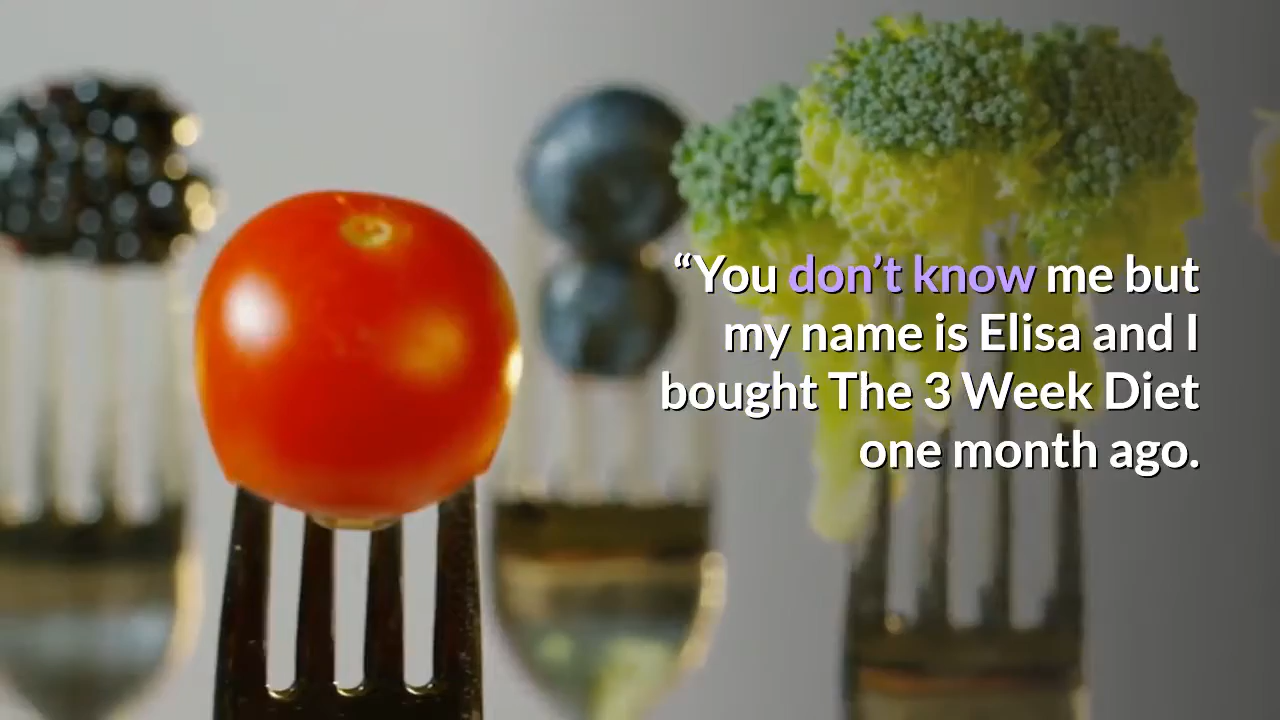 “You don’t know me but
my name is Elisa and I
bought The 3 Week Diet
one month ago.